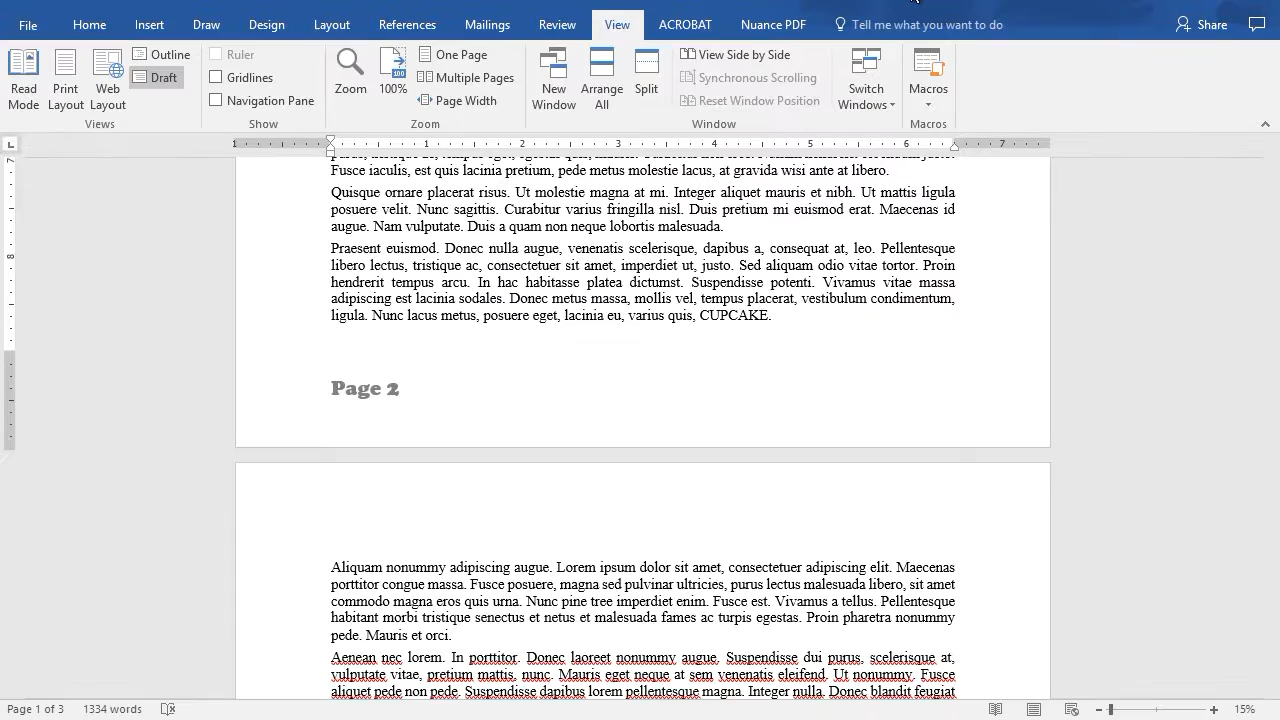 File Home Insert Draw Design Layout References Mailings Review View ACROBAT Nuance PDF Tell me what you want to do Share
Read Mode
Print Layout
Web Layout
Outline
Draft
Views
Ruler
Gridlines
Navigation Pane
Show
Zoom
100
100%
One Page
Multiple Pages
Page Width
Zoom
New Window
Arrange All
Split
View Side by Side
Synchronous Scrolling
Reset Window Position
Window
Switch Windows
Macros
Macros
1 1 2 3 4 5 6 7
7
8
Fusce iaculis, est quis lacinia pretium, pede metus molestie lacus, at gravida wisi ante at libero.
Quisque ornare placerat risus. Ut molestie magna at mi. Integer aliquet mauris et nibh. Ut mattis ligula
posuere velit. Nunc sagittis. Curabitur varius fringilla nisl. Duis pretium mi euismod erat. Maecenas id
augue. Nam vulputate. Duis a quam non neque lobortis malesuada.
Praesent euismod. Donec nulla augue, venenatis scelerisque, dapibus a, consequat at, leo. Pellentesque
libero lectus, tristique ac, consectetuer sit amet, imperdiet ut, justo. Sed aliquam odio vitae tortor. Proin
hendrerit tempus arcu. In hac habitasse platea dictumst. Suspendisse potenti. Vivamus vitae massa
adipiscing est lacinia sodales. Donec metus massa, mollis vel, tempus placerat, vestibulum condimentum,
ligula. Nunc lacus metus, posuere eget, lacinia eu, varius quis, CUPCAKE.
Page 2
Aliquam nonummy adipiscing augue. Lorem ipsum dolor sit amet, consectetuer adipiscing elit. Maecenas
porttitor congue massa. Fusce posuere, magna sed pulvinar ultricies, purus lectus malesuada libero, sit amet
commodo magna eros quis urna. Nunc pine tree imperdiet enim. Fusce est. Vivamus a tellus. Pellentesque
habitant morbi tristique senectus et netus et malesuada fames ac turpis egestas. Proin pharetra nonummy
pede. Mauris et orci.
Aenean nec lorem. In porttitor. Donec laoreet nonummy augue. Suspendisse dui purus, scelerisque at,
vulputate vitae, pretium mattis, nunc. Mauris eget neque at sem venenatis eleifend. Ut nonummy. Fusce
aliquet pede non pede. Suspendisse dapibus lorem pellentesque magna. Integer nulla. Donec blandit feugiat
Page 1 of 3 1334 words 15%